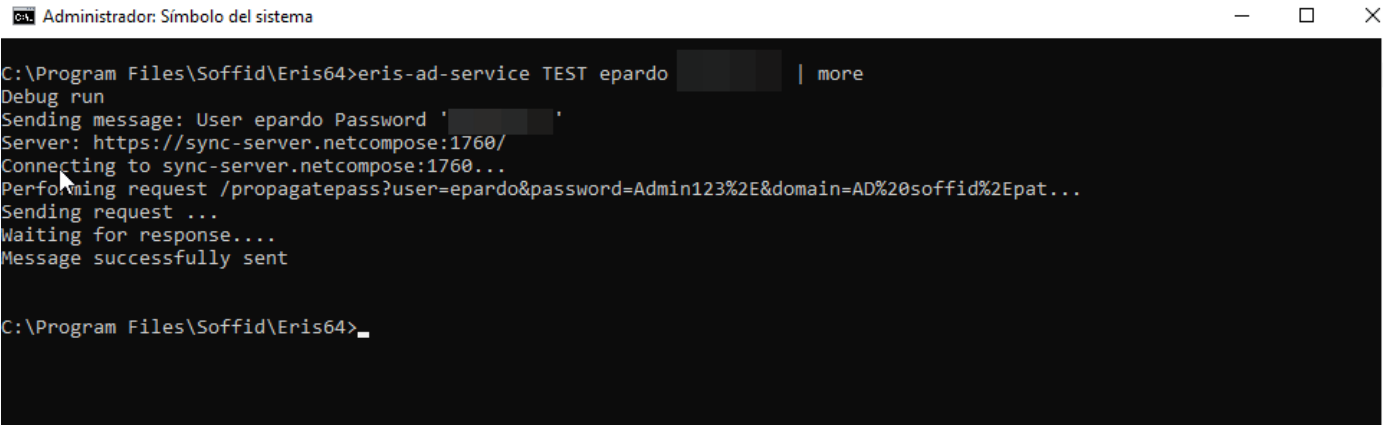 Administrador: Símbolo del sistema
C:\Program Files\Soffid\Eris64>eris-ad-service TEST epardo | more
Debug run
Sending message: User epardo Password ' '
Server: https://sync-server.netcompose:1760/
Connecting to sync-server.netcompose:1760...
Performing request /propagatepass?user=epardo&password=Admin123%2E&domain=AD%20soffid%2Epat...
Sending request ...
Waiting for response....
Message successfully sent
C:\Program Files\Soffid\Eris64>